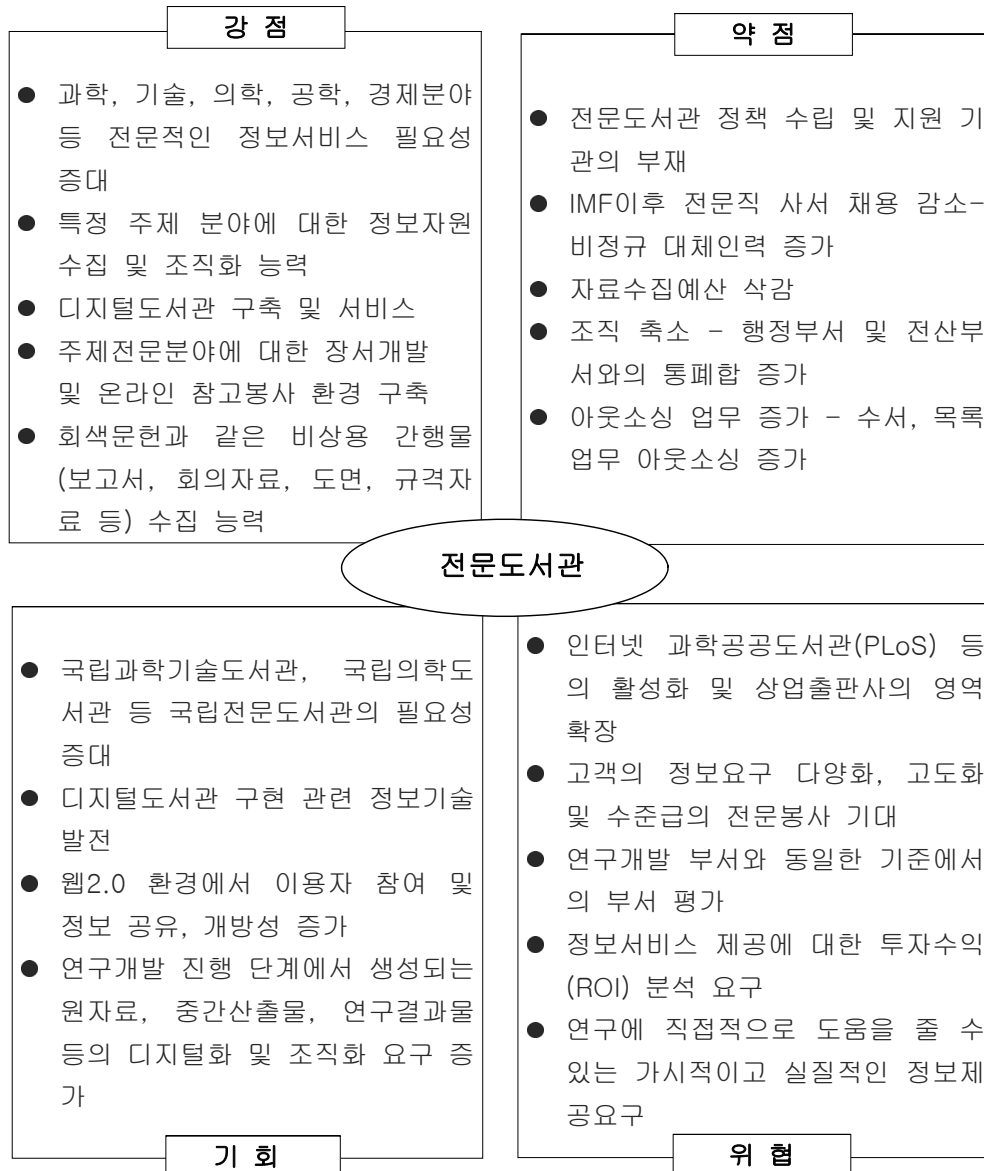 강 점
과학, 기술, 의학, 공학, 경제분야
등 전문적인 정보서비스 필요성
증대
특정 주제 분야에 대한 정보자원
수집 및 조직화 능력
디지털도서관 구축 및 서비스
주제전문분야에 대한 장서개발
및 온라인 참고봉사 환경 구축
회색문헌과 같은 비상용 간행물
(보고서, 회의자료, 도면, 규격자
료 등) 수집 능력
약 점
전문도서관 정책 수립 및 지원 기
관의 부재
IMF이후 전문직 사서 채용 감소-
비정규 대체인력 증가
자료수집예산 삭감
조직 축소 - 행정부서 및 전산부
서와의 통폐합 증가
아웃소싱 업무 증가 - 수서, 목록
업무 아웃소싱 증가
전문도서관
국립과학기술도서관, 국립의학도
서관 등 국립전문도서관의 필요성
증대
디지털도서관 구현 관련 정보기술
발전
웹2.0 환경에서 이용자 참여 및
정보 공유, 개방성 증가
연구개발 진행 단계에서 생성되는
원자료, 중간산출물, 연구결과물
등의 디지털화 및 조직화 요구 증
가
기 회
인터넷 과학공공도서관(PLoS) 등
의 활성화 및 상업출판사의 영역
확장
고객의 정보요구 다양화, 고도화
및 수준급의 전문봉사 기대
연구개발 부서와 동일한 기준에서
의 부서 평가
정보서비스 제공에 대한 투자수익
(ROI) 분석 요구
연구에 직접적으로 도움을 줄 수
있는 가시적이고 실질적인 정보제
공요구
위 협